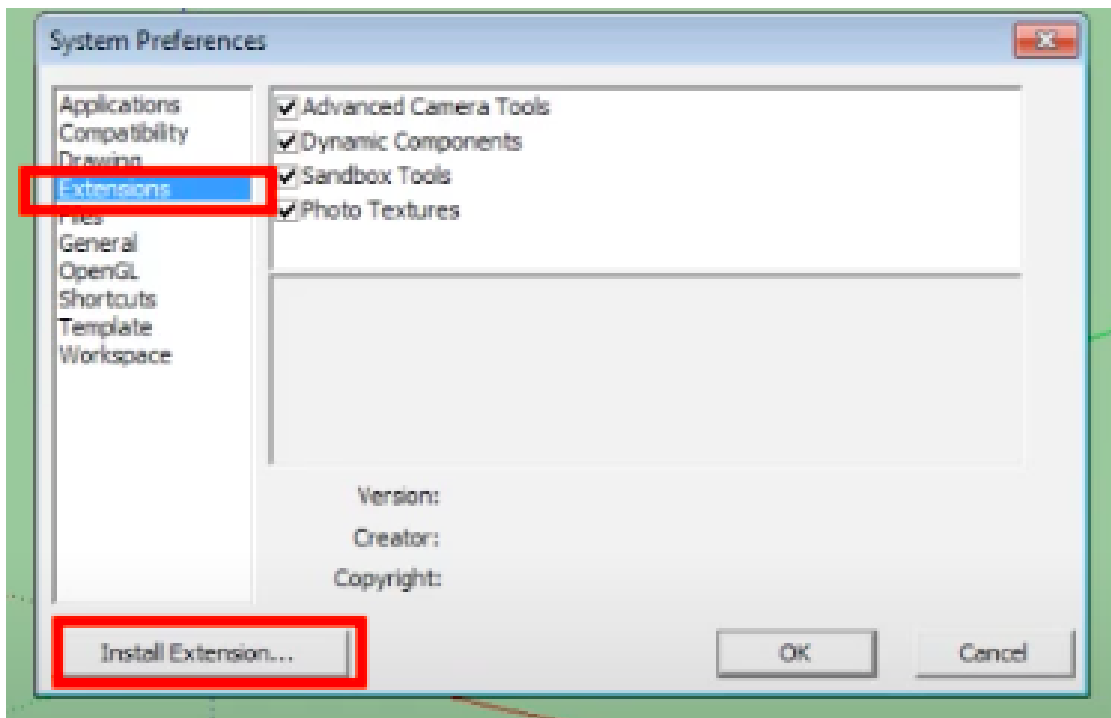 System Preferences
Applications
Compatibility
Drawing
Extensions
Files
General
OpenGL
Shortcuts
Template
Workspace
Advanced Camera Tools
Dynamic Components
Sandbox Tools
Photo Textures
Version:
Creator:
Copyright:
Install Extension...
OK
Cancel